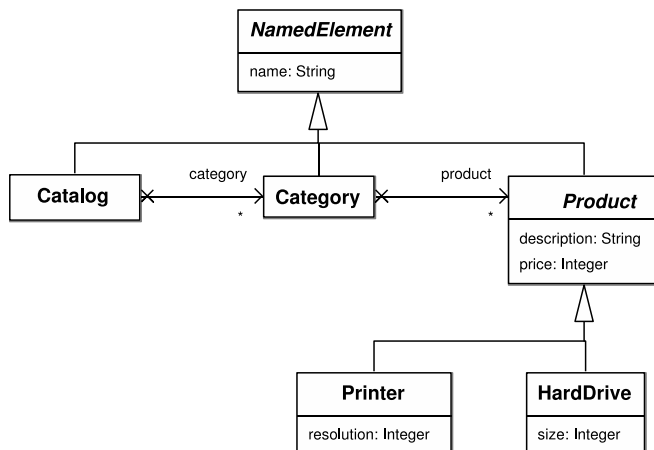 NamedElement
name: String
category
product
Catalog
Category
Product
*
*
description: String
price: Integer
Printer
HardDrive
resolution: Integer
size: Integer